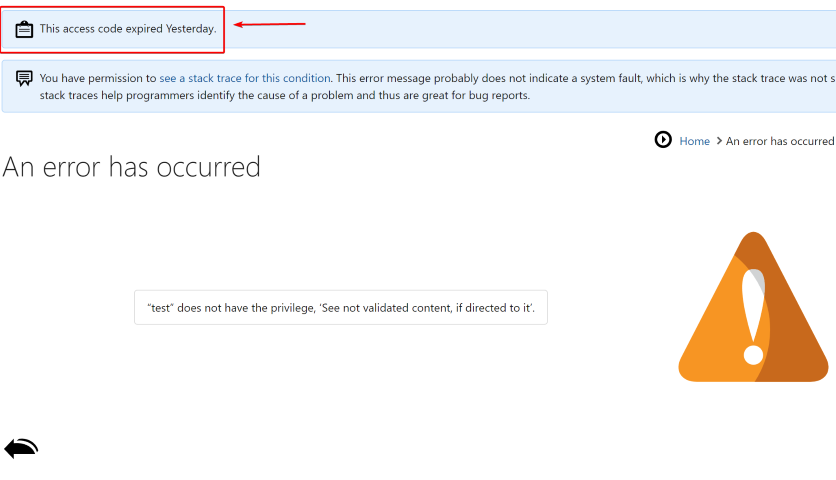 This access code expired Yesterday.
You have permission to see a stack trace for this condition. This error message probably does not indicate a system fault, which is why the stack trace was not
stack traces help programmers identify the cause of a problem and thus are great for bug reports.
Home > An error has occurred
An error has occurred
“test” does not have the privilege, ‘See not validated content, if directed to it’.